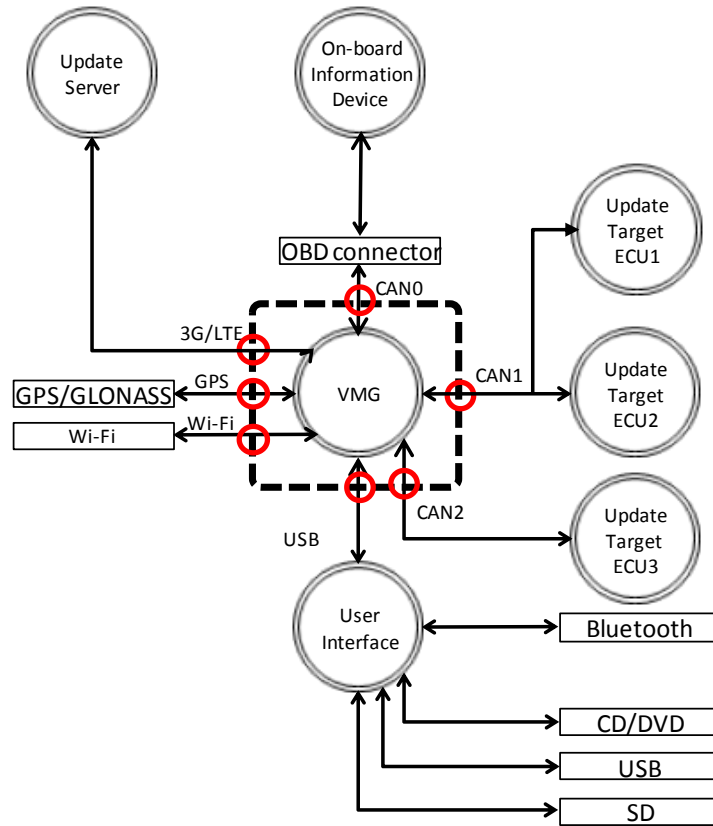 Update
Server
On-board
Information
Device
OBD connector
CAN0
Update
Target
ECU1
3G/LTE
GPS
GPS/GLONASS
Wi-Fi
Wi-Fi
VMG
CAN1
Update
Target
ECU2
CAN2
USB
Update
Target
ECU3
User
Interface
Bluetooth
CD/DVD
USB
SD